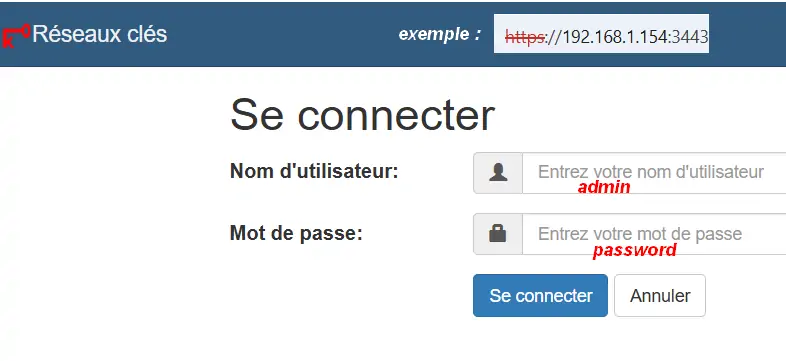 Réseaux clés
exemple :
https://192.168.1.154:3443
Se connecter
Nom d'utilisateur:
Entrez votre nom d'utilisateur
admin
Mot de passe:
Entrez votre mot de passe
password
Se connecter
Annuler